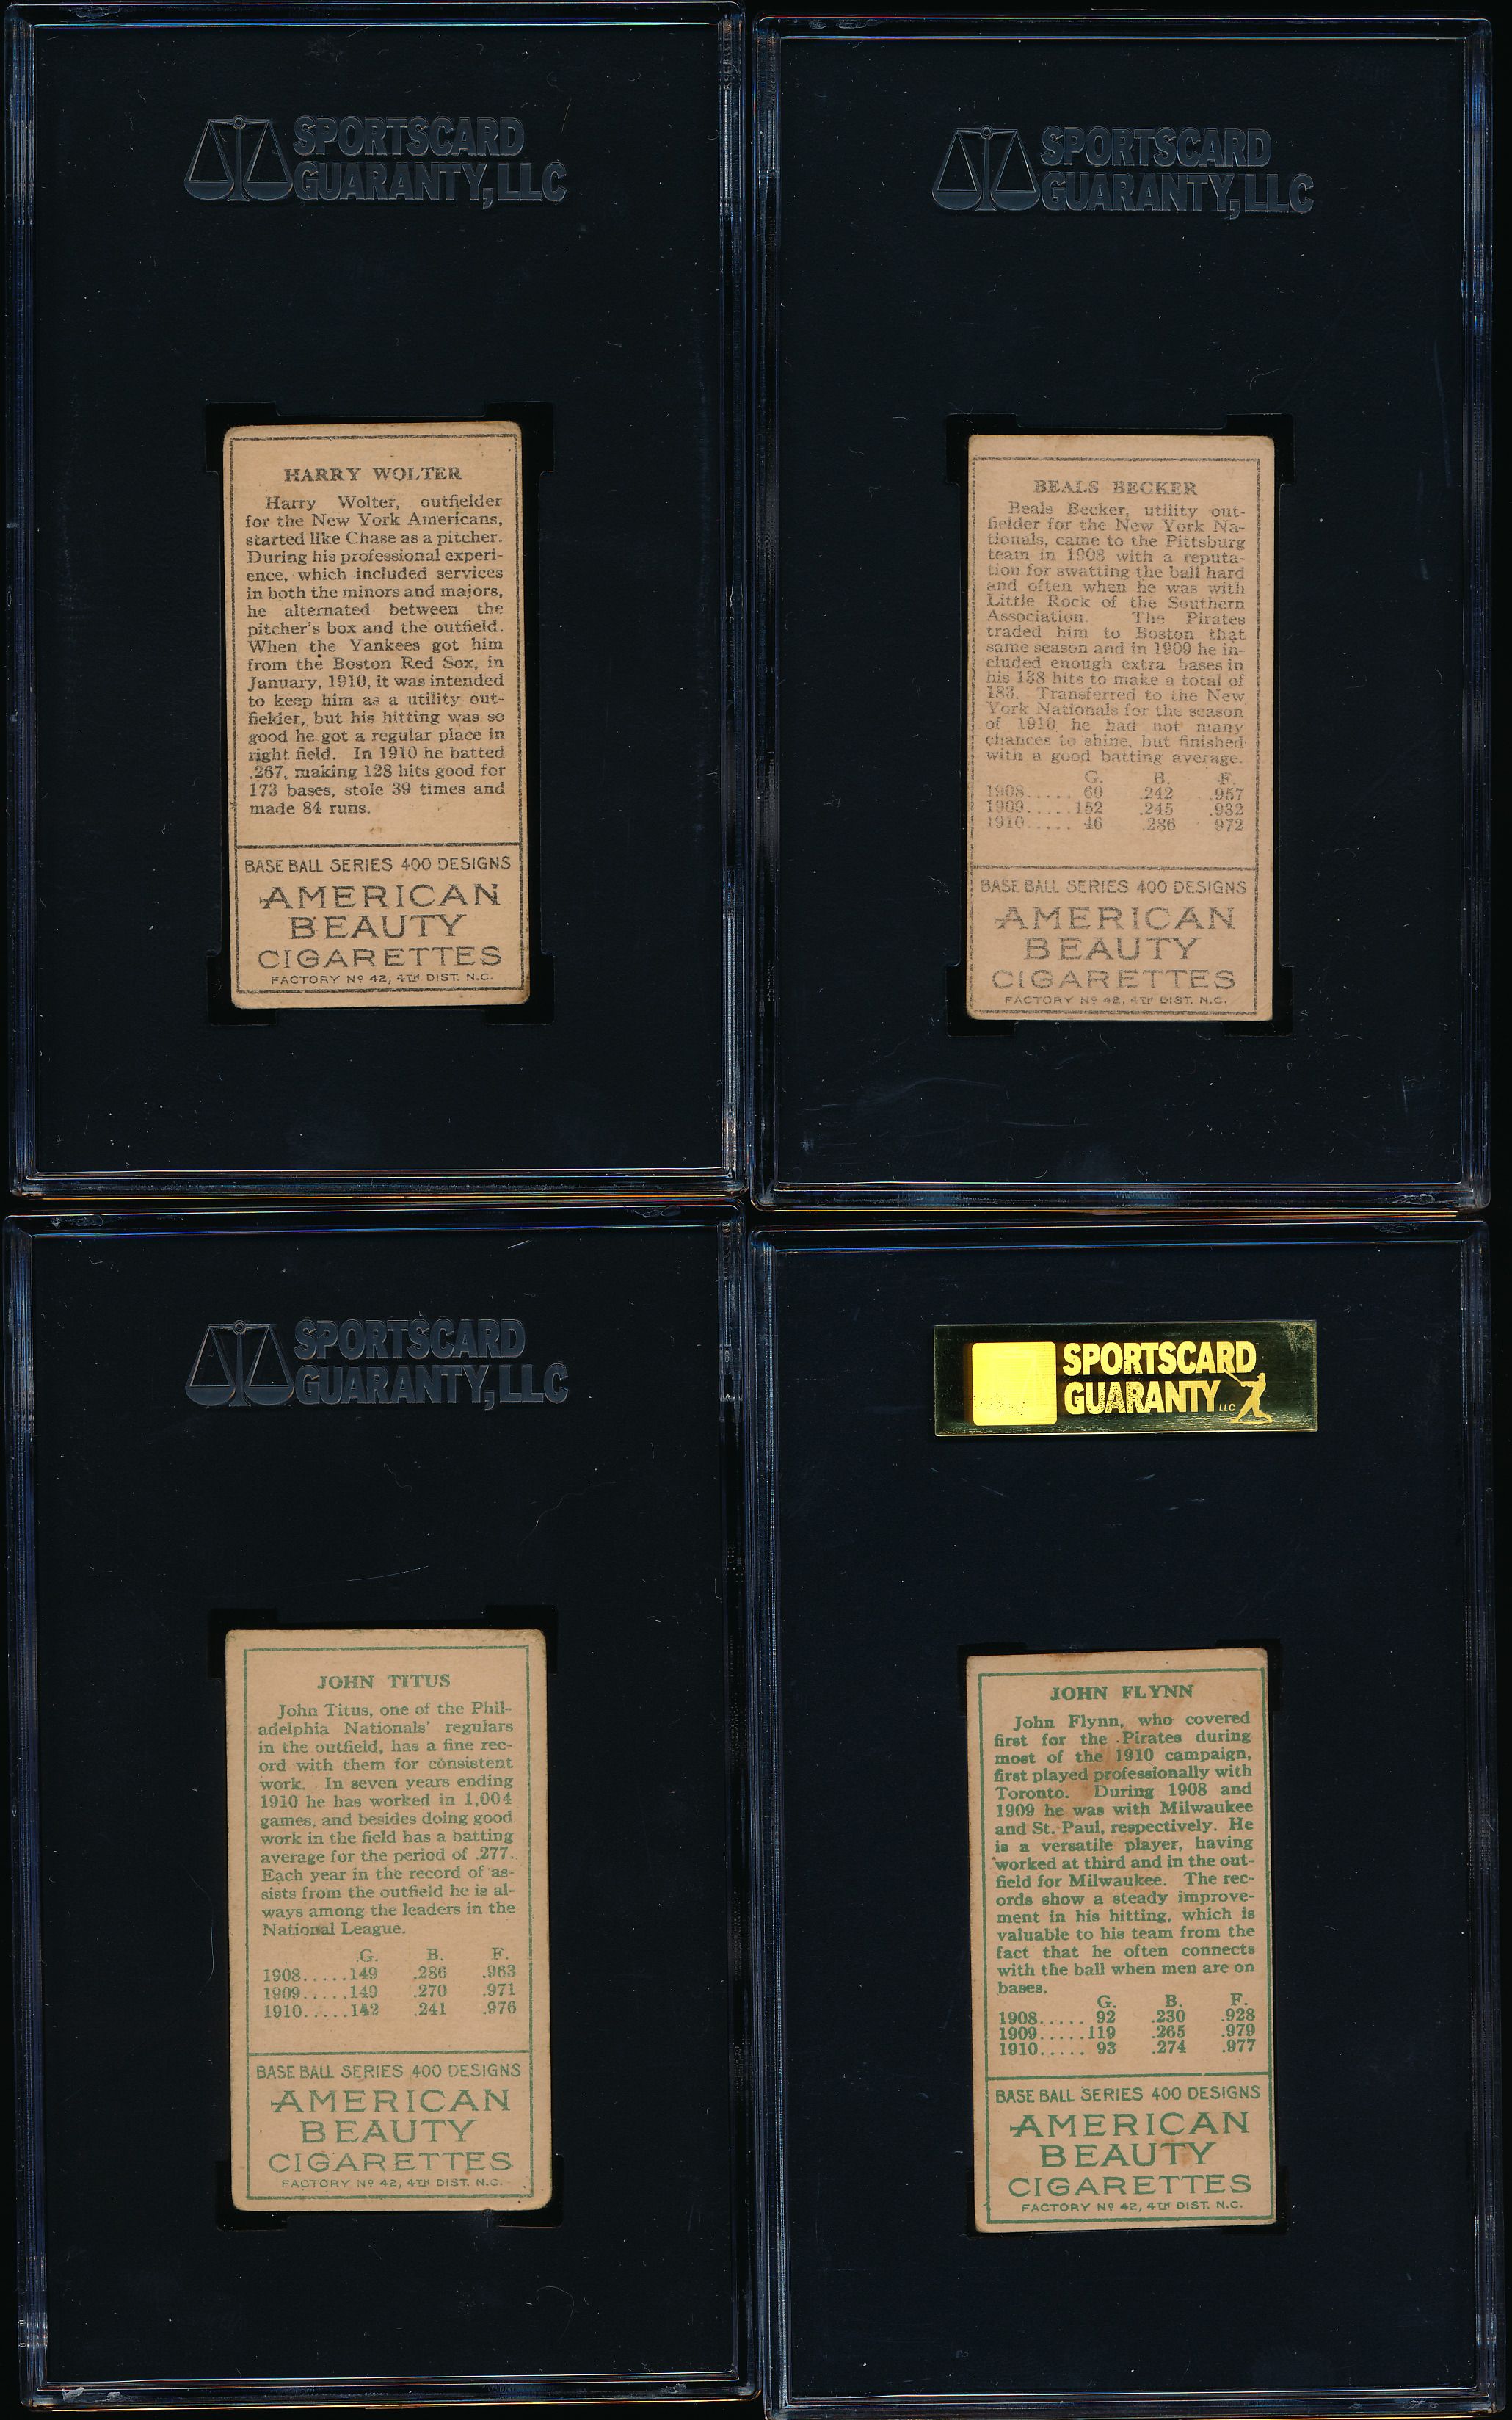 SPORTSCARD
GUARANTY, LLC
HARRY WOLTER
Harry Wolter, outfielder
for the New York Americans,
started like Chase as a pitcher.
During his professional experi-
ence, which included services
in both the minors and majors,
he alternated between the
pitcher's box and the outfield.
When the Yankees got him
from the Boston Red Sox, in
January, 1910, it was intended
to keep him as a utility out-
fielder, but his hitting was so
good he got a regular place in
right field. In 1910 he batted
.267, making 128 hits good for
173 bases, stole 39 times and
made 84 runs.
BASE BALL SERIES 400 DESIGNS
AMERICAN
BEAUTY
CIGARETTES
FACTORY Nº 42, 4TH DIST. N.C.
SPORTSCARD
GUARANTY, LLC
BEALS BECKER
Beals Becker, utility out-
fielder for the New York Na-
tionals, came to the Pittsburg
team in 1908 with a reputa-
tion for swatting the ball hard
and often when he was with
Little Rock of the Southern
Association. The Pirates
traded him to Boston that
same season and in 1909 he in-
cluded enough extra bases in
his 138 hits to make a total of
183. Transferred to the New
York Nationals for the season
of 1910 he had not many
chances to shine, but finished
with a good batting average.
G. B. F.
1908..... 60 .242 .957
1909.....152 .245 .932
1910..... 46 .286 .972
BASE BALL SERIES 400 DESIGNS
AMERICAN
BEAUTY
CIGARETTES
FACTORY Nº 42, 4TH DIST. N.C.
SPORTSCARD
GUARANTY, LLC
JOHN TITUS
John Titus, one of the Phil-
adelphia Nationals' regulars
in the outfield, has a fine rec-
ord with them for consistent
work. In seven years ending
1910 he has worked in 1,004
games, and besides doing good
work in the field has a batting
average for the period of .277.
Each year in the record of as-
sists from the outfield he is al-
ways among the leaders in the
National League.
G. B. F.
1908.....149 .286 .963
1909.....149 .270 .971
1910.....142 .241 .976
BASE BALL SERIES 400 DESIGNS
AMERICAN
BEAUTY
CIGARETTES
FACTORY Nº 42, 4TH DIST. N.C.
SPORTSCARD
GUARANTY LLC
JOHN FLYNN
John Flynn, who covered
first for the Pirates during
most of the 1910 campaign,
first played professionally with
Toronto. During 1908 and
1909 he was with Milwaukee
and St. Paul, respectively. He
is a versatile player, having
worked at third and in the out-
field for Milwaukee. The rec-
ords show a steady improve-
ment in his hitting, which is
valuable to his team from the
fact that he often connects
with the ball when men are on
bases.
G. B. F.
1908..... 92 .230 .928
1909.....119 .265 .979
1910..... 93 .274 .977
BASE BALL SERIES 400 DESIGNS
AMERICAN
BEAUTY
CIGARETTES
FACTORY Nº 42, 4TH DIST. N.C.